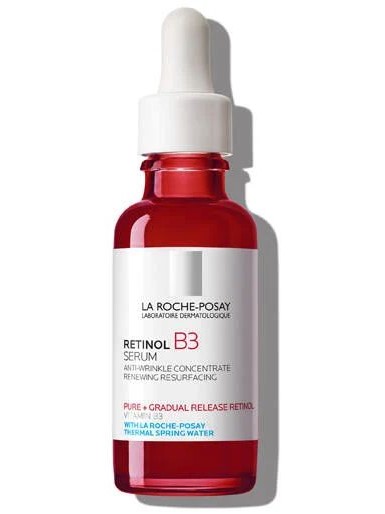 LA ROCHE-POSAY
LABORATOIRE DERMATOLOGIQUE
RETINOL B3
SERUM
ANTI-WRINKLE CONCENTRATE
RENEWING RESURFACING
PURE + GRADUAL RELEASE RETINOL
VITAMIN B3
WITH LA ROCHE-POSAY
THERMAL SPRING WATER